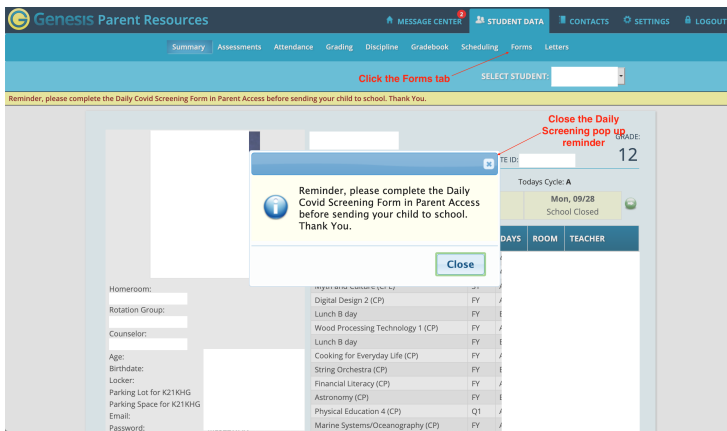 Genesis Parent Resources
MESSAGE CENTER
2
STUDENT DATA
CONTACTS
SETTINGS
LOGOUT
Summary Assessments Attendance Grading Discipline Gradebook Scheduling Forms Letters
Click the Forms tab
SELECT STUDENT:
Reminder, please complete the Daily Covid Screening Form in Parent Access before sending your child to school. Thank You.
Close the Daily
Screening pop up
reminder
GRADE:
12
TE ID:
Todays Cycle: A
Mon, 09/28
School Closed
Reminder, please complete the Daily
Covid Screening Form in Parent Access
before sending your child to school.
Thank You.
Close
DAYS ROOM TEACHER
Homeroom:
Rotation Group:
Counselor:
Age:
Birthdate:
Locker:
Parking Lot for K21KHG
Parking Space for K21KHG
Email:
Password:
Digital Design 2 (CP) FY
Lunch B day FY
Wood Processing Technology 1 (CP) FY
Lunch B day FY
Cooking for Everyday Life (CP) FY
String Orchestra (CP) FY
Financial Literacy (CP) FY
Astronomy (CP) FY
Physical Education 4 (CP) Q1
Marine Systems/Oceanography (CP) FY